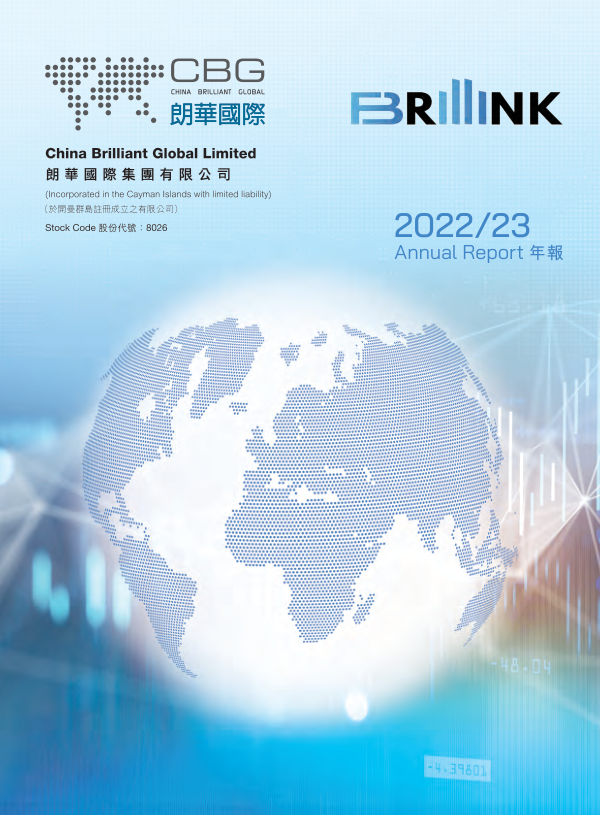 CBG
CHINA BRILLIANT GLOBAL
朗華國際
BRILLINK
China Brilliant Global Limited
朗華國際集團有限公司
(Incorporated in the Cayman Islands with limited liability)
(於開曼群島註冊成立之有限公司)
Stock Code 股份代號：8026
2022/23
Annual Report 年報
-48.04
-4.39801